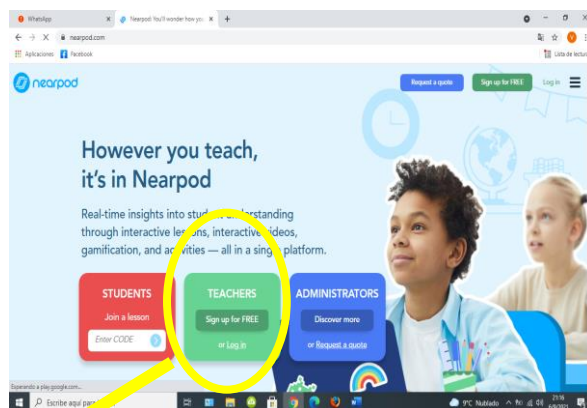 WhatsApp
Nearpod: You'll wonder how you
nearpod.com
Aplicaciones
Facebook
Lista de lectura
nearpod
Request a quote
Sign up for FREE
Log in
However you teach,
it's in Nearpod
Real-time insights into student understanding
through interactive lessons, interactive videos,
gamification, and activities — all in a single platform.
STUDENTS
Join a lesson
Enter CODE
TEACHERS
Sign up for FREE
or Log in
ADMINISTRATORS
Discover more
or Request a quote
Esperando a play.google.com...
Escribe aquí para
9°C Nublado
21:16